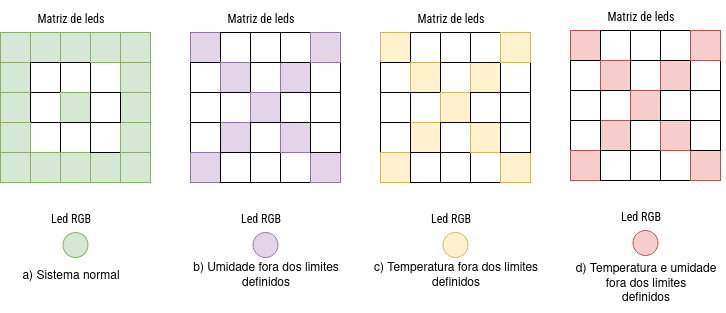 Matriz de leds
Matriz de leds
Matriz de leds
Matriz de leds
Led RGB
Led RGB
Led RGB
Led RGB
a) Sistema normal
b) Umidade fora dos limites
definidos
c) Temperatura fora dos limites
definidos
d) Temperatura e umidade
fora dos limites
definidos